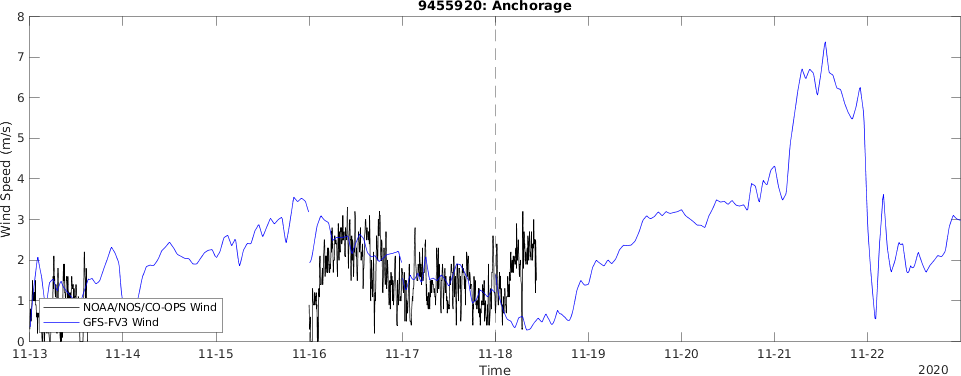 9455920: Anchorage
8
7
6
5
4
3
2
1
0
Wind Speed (m/s)
NOAA/NOS/CO-OPS Wind
GFS-FV3 Wind
11-13 11-14 11-15 11-16 11-17 11-18 11-19 11-20 11-21 11-22
Time
2020